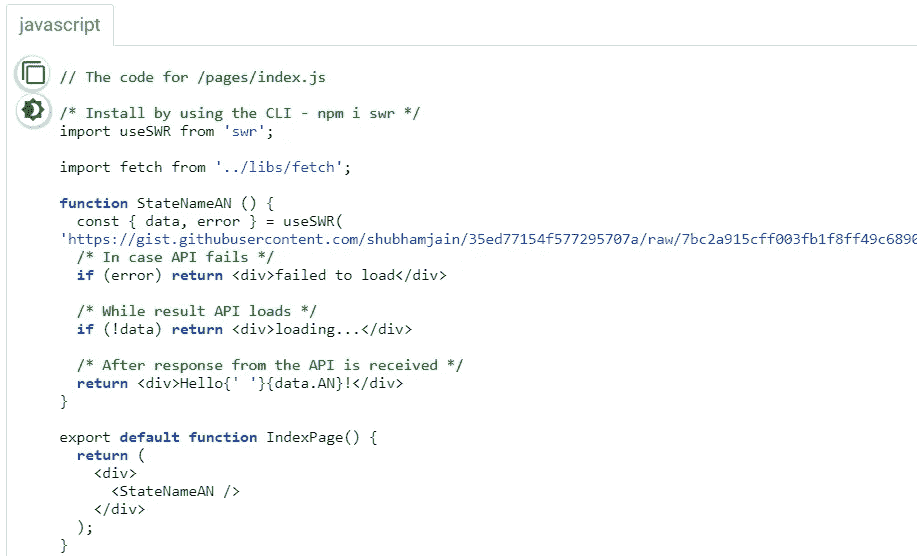 javascript
// The code for /pages/index.js
/* Install by using the CLI - npm i swr */
import useSWR from 'swr';
import fetch from '../libs/fetch';
function StateNameAN () {
const { data, error } = useSWR(
'https://gist.githubusercontent.com/shubhamjain/35ed77154f577295707a/raw/7bc2a915cff003fb1f8ff49c6890
/* In case API fails */
if (error) return <div>failed to load</div>
/* While result API loads */
if (!data) return <div>loading...</div>
/* After response from the API is received */
return <div>Hello{' '}{data.AN}!</div>
}
export default function IndexPage() {
return (
<div>
<StateNameAN />
</div>
);
}